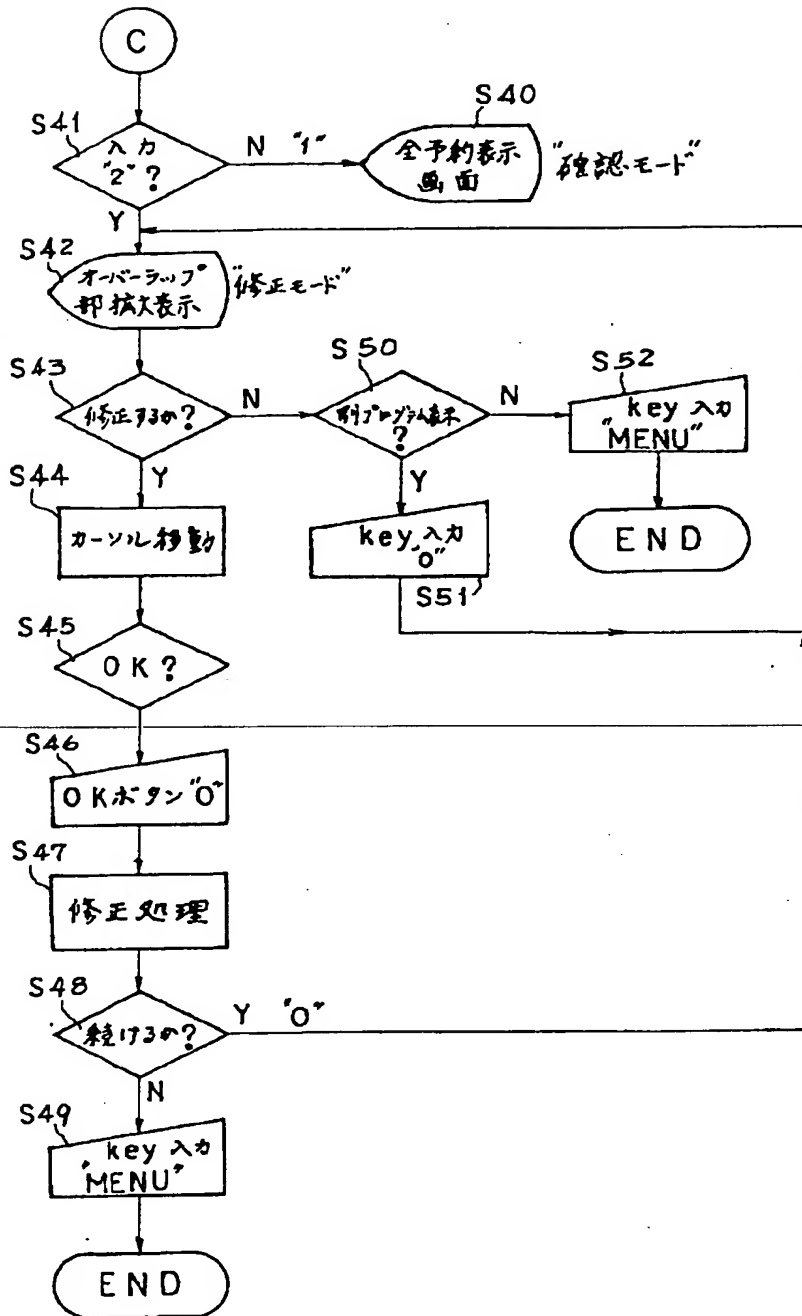 C
S41
入力
"2"?
N "1"
S40
全予約表示
画面
"確認モード"
Y
S42
オーバーラップ
部拡大表示
"修正モード"
S43
修正するか?
N
S50
別プログラム表示
?
N
S52
key 入力
"MENU"
END
Y
S44
カーソル移動
Y
key 入力
"0"
S51
S45
OK?
S46
OKボタン"0"
S47
修正処理
S48
続けるか?
Y "0"
N
S49
key 入力
"MENU"
END